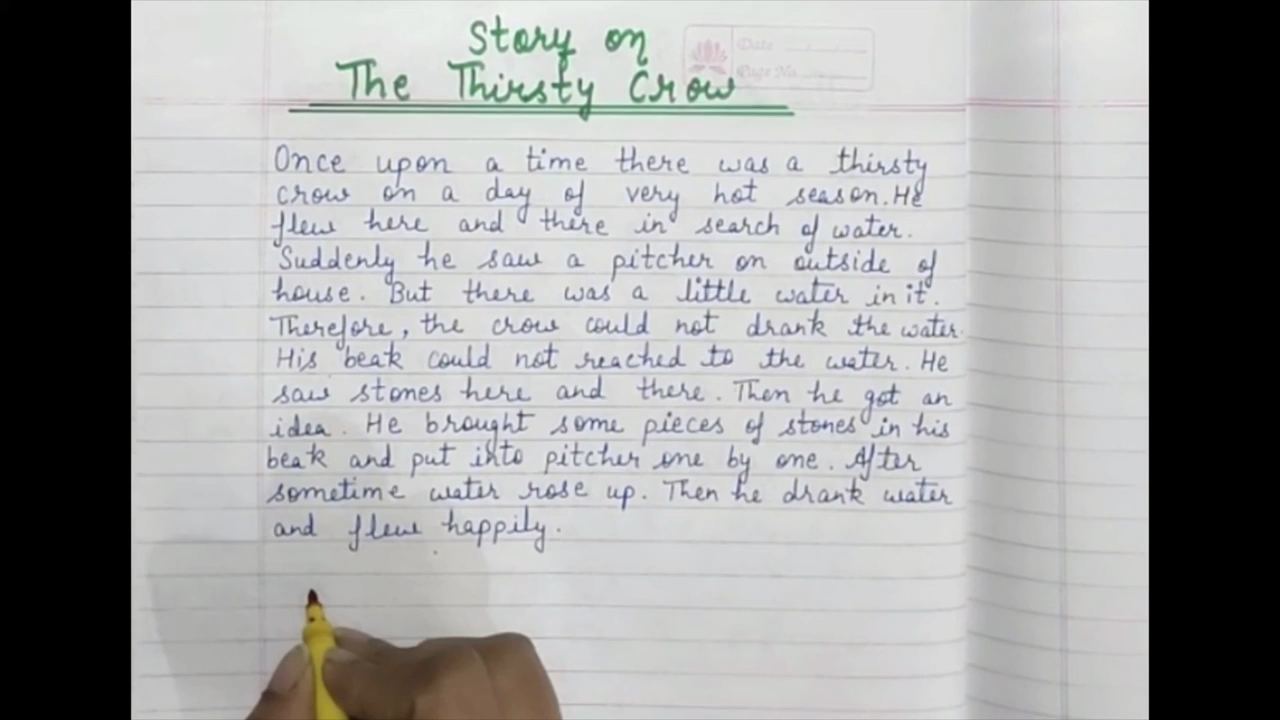 Story on
The Thirsty Crow
Date
Page No.
Once upon a time there was a thirsty
crow on a day of very hot season. He
flew here and there in search of water.
Suddenly he saw a pitcher on outside of
house. But there was a little water in it.
Therefore, the crow could not drank the water.
His beak could not reached to the water. He
saw stones here and there. Then he got an
idea. He brought some pieces of stones in his
beak and put into pitcher one by one. After
sometime water rose up. Then he drank water
and flew happily.